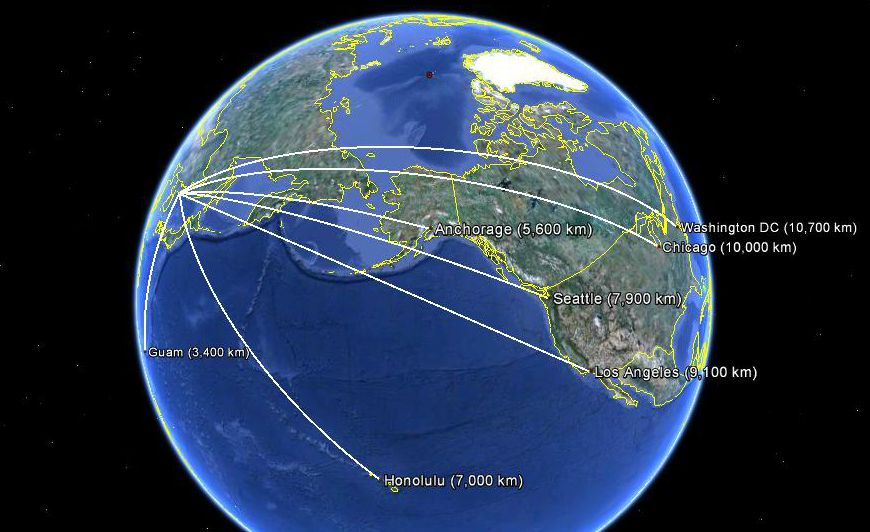 Washington DC (10,700 km)
Anchorage (5,600 km)
Chicago (10,000 km)
Seattle (7,900 km)
Guam (3,400 km)
Los Angeles (9,100 km)
Honolulu (7,000 km)